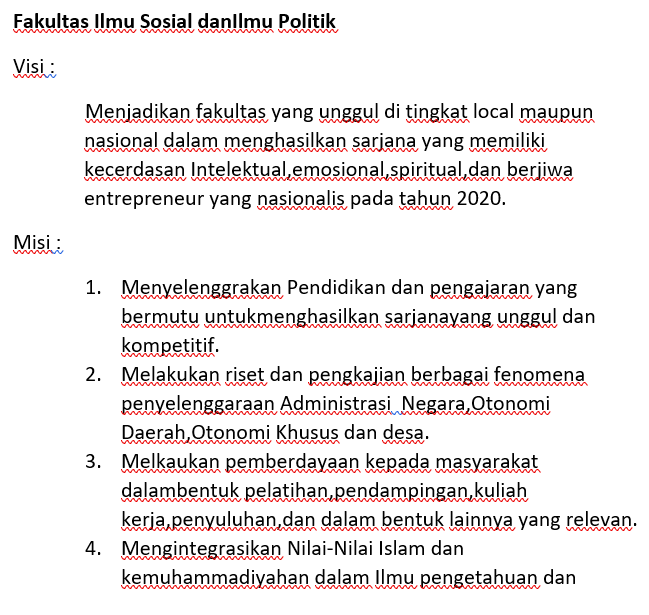 Fakultas Ilmu Sosial danIlmu Politik
Visi :
Menjadikan fakultas yang unggul di tingkat local maupun
nasional dalam menghasilkan sarjana yang memiliki
kecerdasan Intelektual,emosional,spiritual,dan berjiwa
entrepreneur yang nasionalis pada tahun 2020.
Misi :
1. Menyelenggrakan Pendidikan dan pengajaran yang
bermutu untukmenghasilkan sarjanayang unggul dan
kompetitif.
2. Melakukan riset dan pengkajian berbagai fenomena
penyelenggaraan Administrasi  Negara,Otonomi
Daerah,Otonomi Khusus dan desa.
3. Melkaukan pemberdayaan kepada masyarakat
dalambentuk pelatihan,pendampingan,kuliah
kerja,penyuluhan,dan dalam bentuk lainnya yang relevan.
4. Mengintegrasikan Nilai-Nilai Islam dan
kemuhammadiyahan dalam Ilmu pengetahuan dan